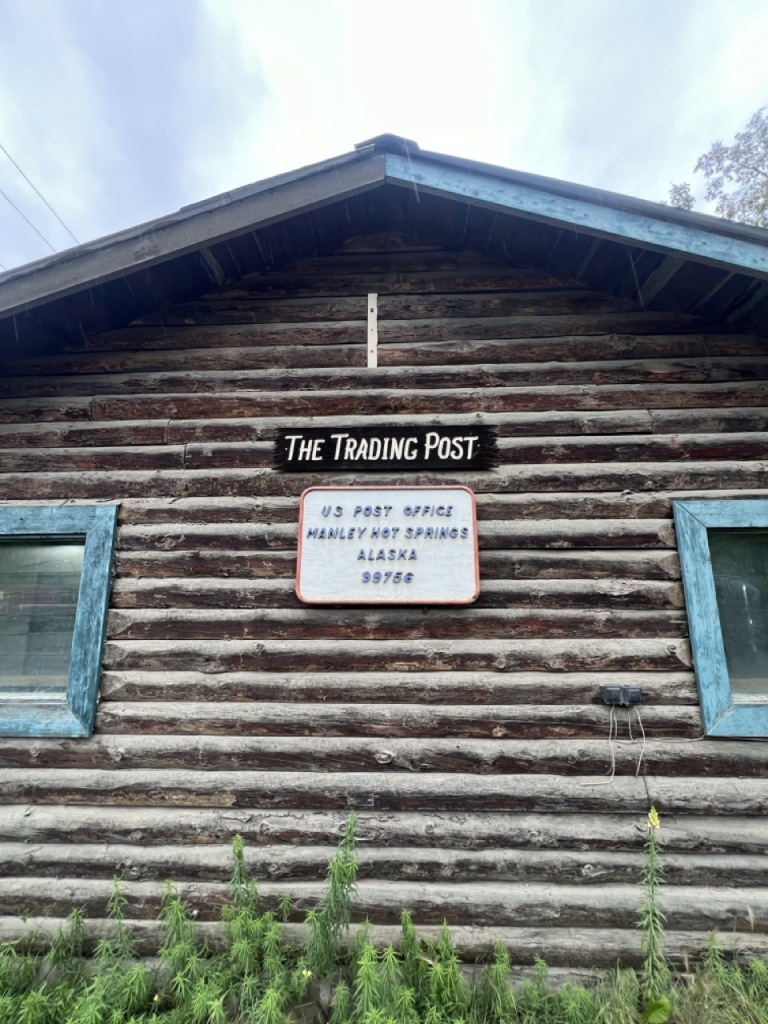 THE TRADING POST
US POST OFFICE
MANLEY HOT SPRINGS
ALASKA
99756